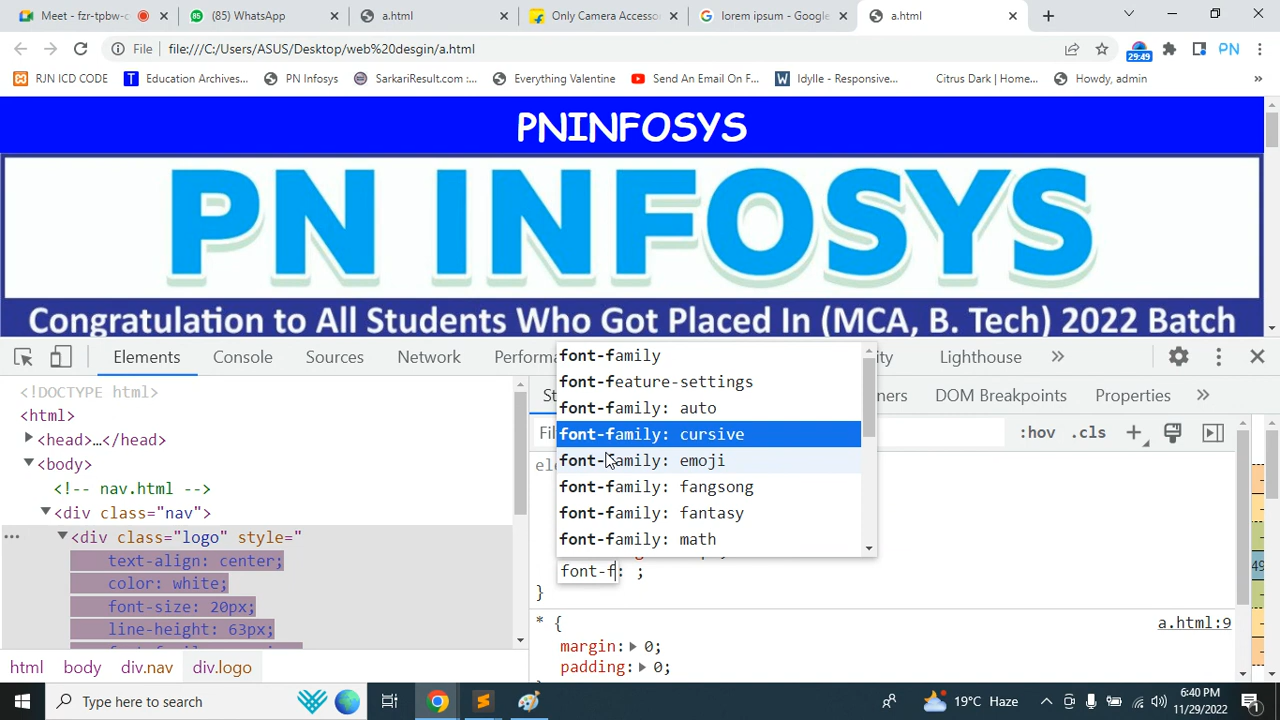 Meet - fzr-tpbw-c
(85) WhatsApp
a.html
Only Camera Accessor
lorem ipsum - Google
a.html
File
file:///C:/Users/ASUS/Desktop/web%20desgin/a.html
29:49
PN
RJN ICD CODE
Education Archives...
PN Infosys
SarkariResult.com :...
Everything Valentine
Send An Email On F...
Idylle - Responsive...
Citrus Dark | Home...
Howdy, admin
»
PNINFOSYS
PN INFOSYS
Congratulation to All Students Who Got Placed In (MCA, B. Tech) 2022 Batch
Elements
Console
Sources
Network
Performa
Lighthouse
»
font-family
font-feature-settings
font-family: auto
font-family: cursive
font-family: emoji
font-family: fangsong
font-family: fantasy
font-family: math
font-f: ;
}
<!DOCTYPE html>
<html>
<head>…</head>
<body>
<!-- nav.html -->
<div class="nav">
<div class="logo" style="
text-align: center;
color: white;
font-size: 20px;
line-height: 63px;
DOM Breakpoints
Properties
»
:hov
.cls
* {
a.html:9
margin: 0;
padding: 0;
html
body
div.nav
div.logo
Type here to search
19°C Haze
6:40 PM
11/29/2022